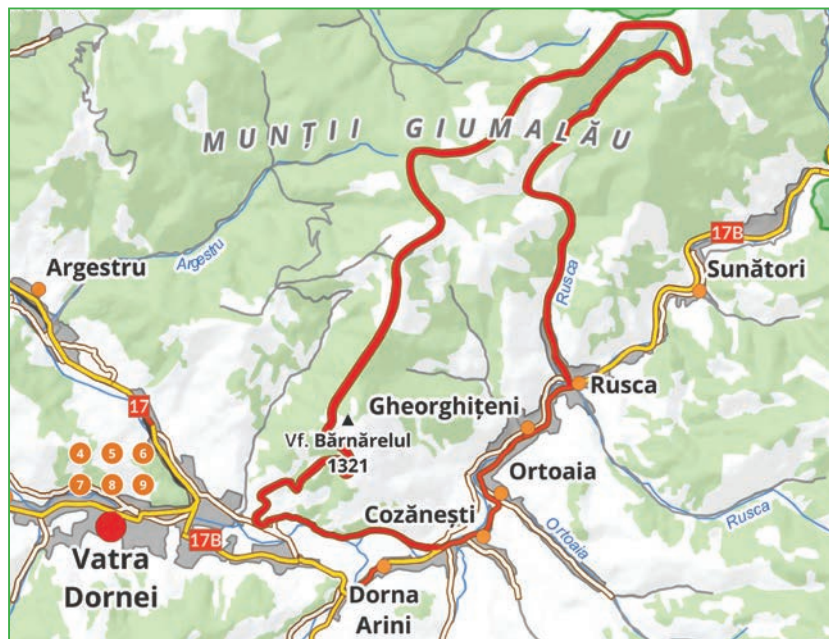 MUNȚII GIUMALĂU
17B
Argestru
Argestru
Sunători
Rusca
Rusca
17
Gheorghițeni
Vf. Bărnărelul
1321
4 5 6
7 8 9
Ortoaia
Cozănești
Rusca
Ortoaia
17B
Vatra
Dornei
Dorna
Arini